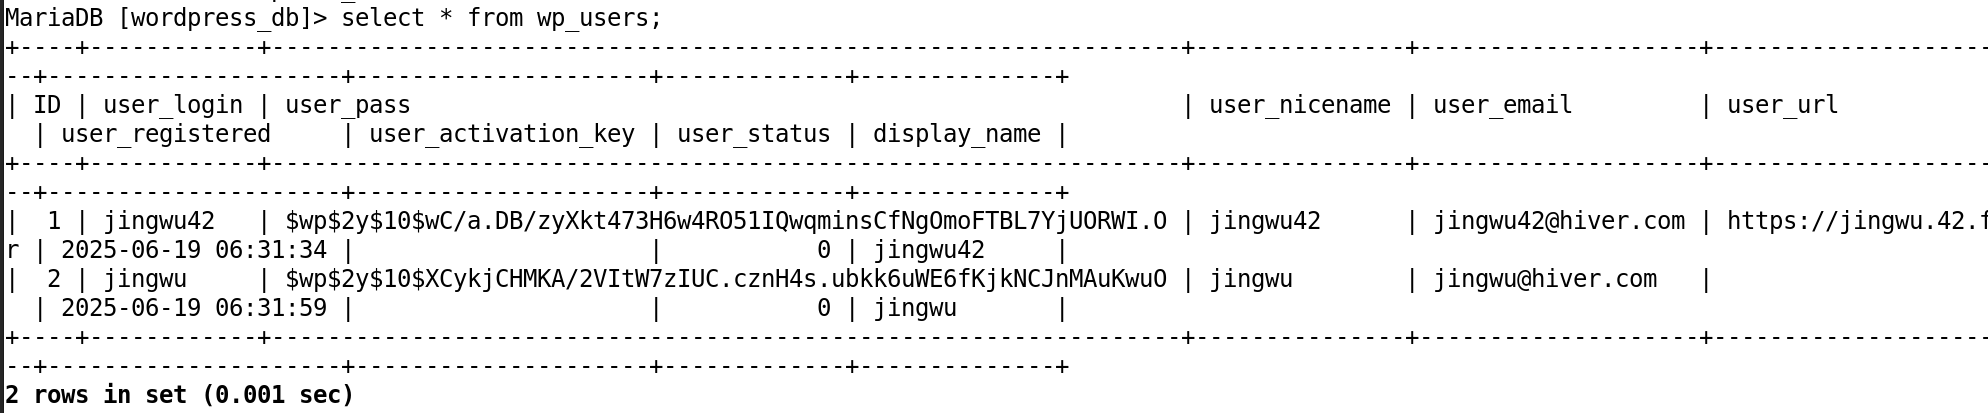 MariaDB [wordpress_db]> select * from wp_users;
+----+------------+-----------------------------------------------------------------+---------------+--------------------+--------------------
--+---------------------+---------------------+-------------+--------------+
| ID | user_login | user_pass                                                       | user_nicename | user_email         | user_url
  | user_registered     | user_activation_key | user_status | display_name |
+----+------------+-----------------------------------------------------------------+---------------+--------------------+--------------------
--+---------------------+---------------------+-------------+--------------+
|  1 | jingwu42   | $wp$2y$10$wC/a.DB/zyXkt473H6w4RO51IQwqminsCfNgOmoFTBL7YjUORWI.O | jingwu42      | jingwu42@hiver.com | https://jingwu.42.f
r | 2025-06-19 06:31:34 |                     |           0 | jingwu42     |
|  2 | jingwu     | $wp$2y$10$XCykjCHMKA/2VItW7zIUC.cznH4s.ubkk6uWE6fKjkNCJnMAuKwuO | jingwu        | jingwu@hiver.com   |
  | 2025-06-19 06:31:59 |                     |           0 | jingwu       |
+----+------------+-----------------------------------------------------------------+---------------+--------------------+--------------------
--+---------------------+---------------------+-------------+--------------+
2 rows in set (0.001 sec)